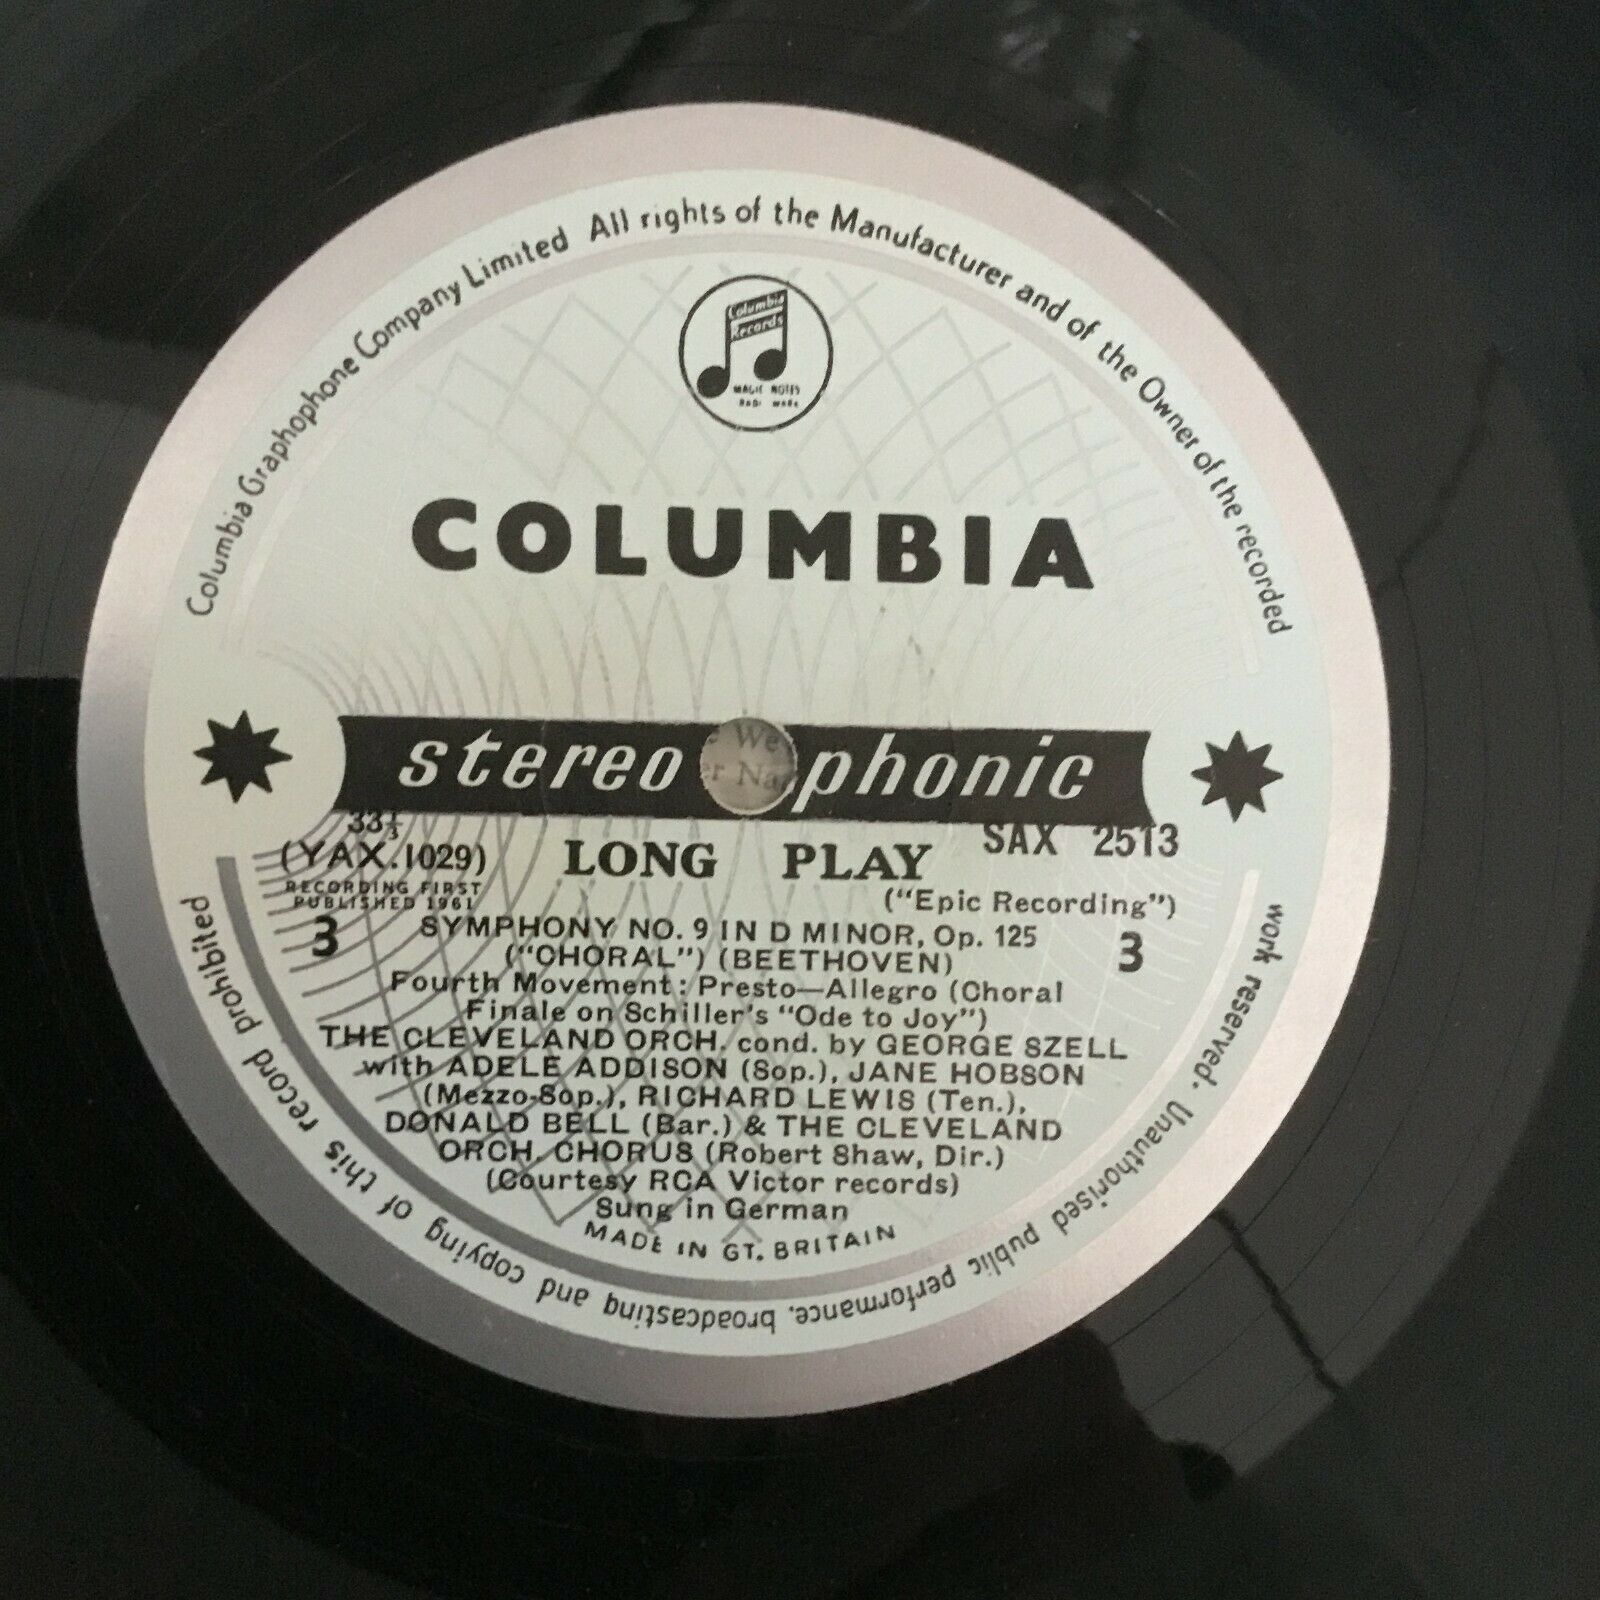 Columbia Graphophone Company Limited All rights of the Manufacturer and of the Owner of the recorded
work reserved. Unauthorised public performance, broadcasting and copying of this record prohibited
Columbia
Records
MAGIC NOTES
COLUMBIA
stereophonic
33⅓
(YAX.1029)
LONG PLAY
SAX 2513
RECORDING FIRST
PUBLISHED 1961
("Epic Recording")
3
3
SYMPHONY NO. 9 IN D MINOR, Op. 125
("CHORAL") (BEETHOVEN)
Fourth Movement: Presto—Allegro (Choral
Finale on Schiller's "Ode to Joy")
THE CLEVELAND ORCH. cond. by GEORGE SZELL
with ADELE ADDISON (Sop.), JANE HOBSON
(Mezzo-Sop.), RICHARD LEWIS (Ten.),
DONALD BELL (Bar.) & THE CLEVELAND
ORCH. CHORUS (Robert Shaw, Dir.)
(Courtesy RCA Victor records)
Sung in German
MADE IN GT. BRITAIN